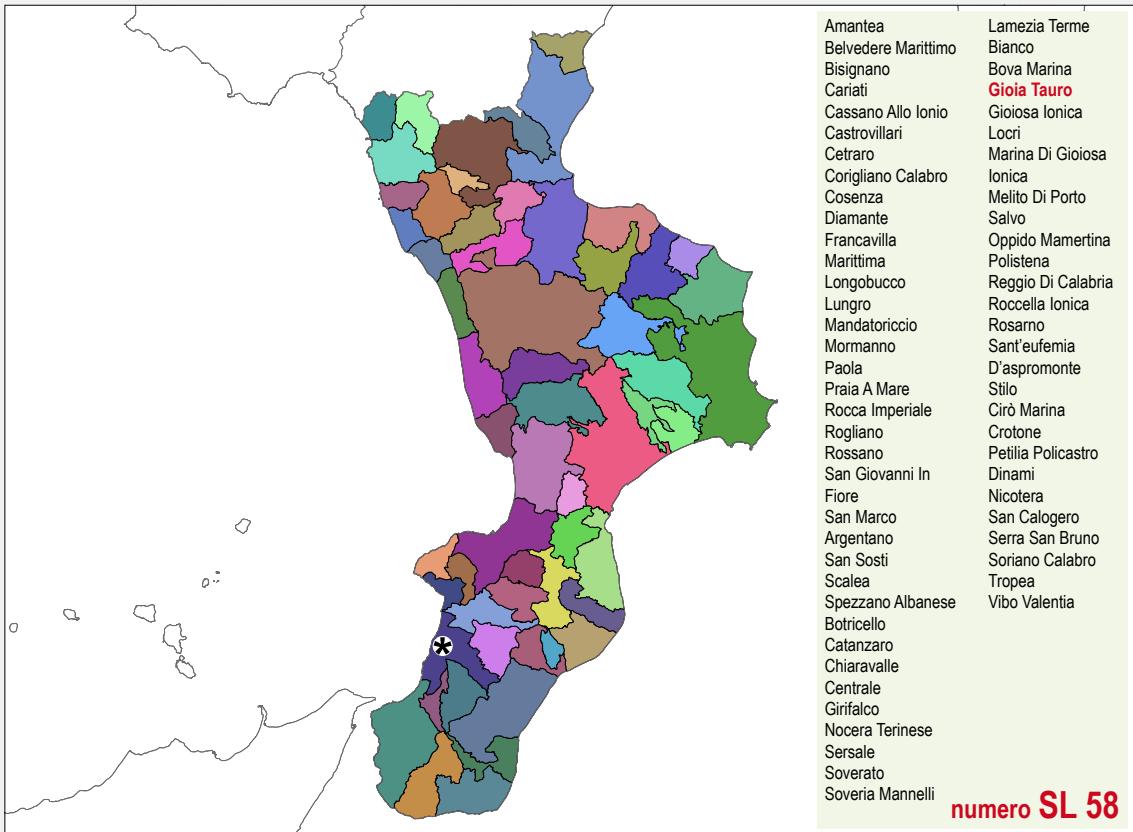 Amantea
Belvedere Marittimo
Bisignano
Cariati
Cassano Allo Ionio
Castrovillari
Cetraro
Corigliano Calabro
Cosenza
Diamante
Francavilla
Marittima
Longobucco
Lungro
Mandatoriccio
Mormanno
Paola
Praia A Mare
Rocca Imperiale
Rogliano
Rossano
San Giovanni In
Fiore
San Marco
Argentano
San Sosti
Scalea
Spezzano Albanese
Botricello
Catanzaro
Chiaravalle
Centrale
Girifalco
Nocera Terinese
Sersale
Soverato
Soveria Mannelli
Lamezia Terme
Bianco
Bova Marina
Gioia Tauro
Gioiosa Ionica
Locri
Marina Di Gioiosa
Ionica
Melito Di Porto
Salvo
Oppido Mamertina
Polistena
Reggio Di Calabria
Roccella Ionica
Rosarno
Sant'eufemia
D'aspromonte
Stilo
Cirò Marina
Crotone
Petilia Policastro
Dinami
Nicotera
San Calogero
Serra San Bruno
Soriano Calabro
Tropea
Vibo Valentia
numero SL 58
*